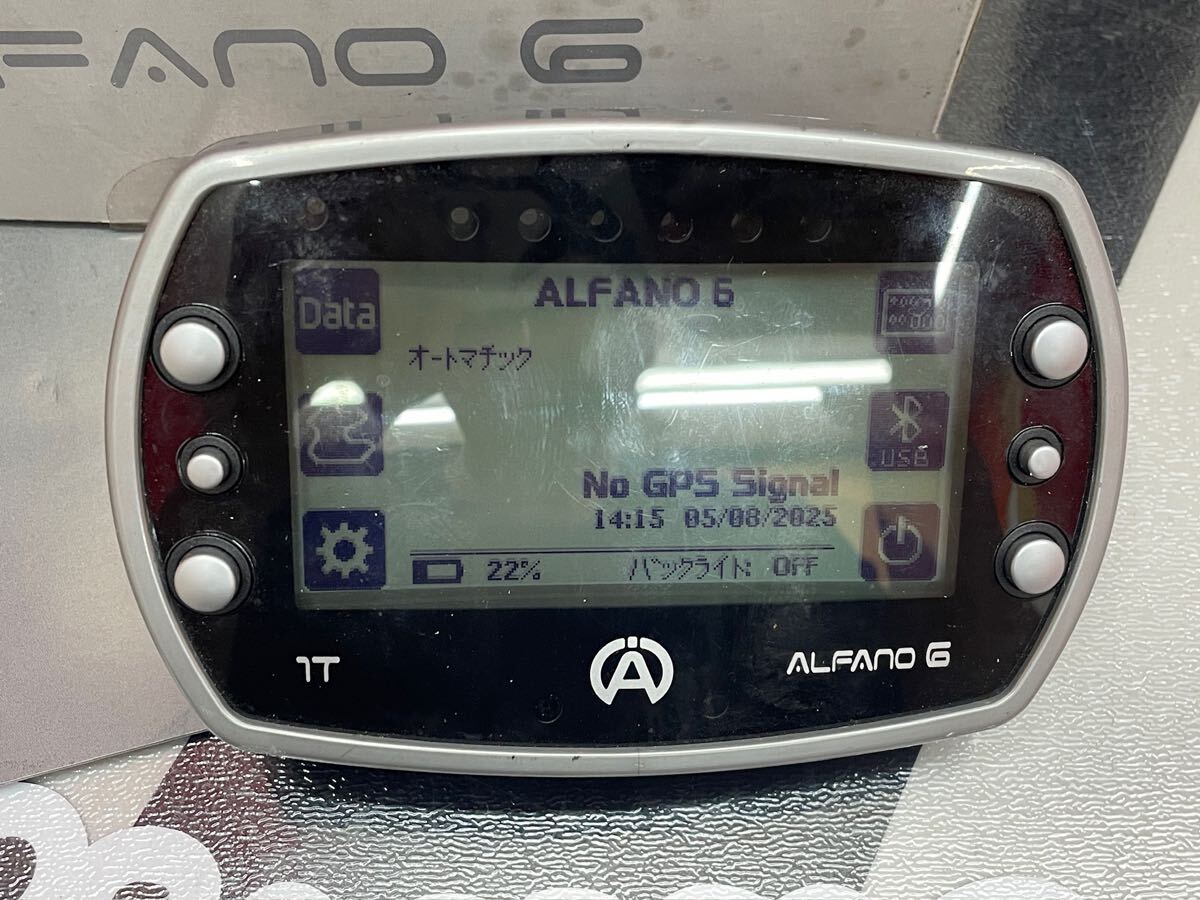 FANO 6
ALFANO 6
Data
オートマチック
USB
No GPS Signal
14:15 05/08/2025
22% バックライト: OFF
1T
ALFANO 6